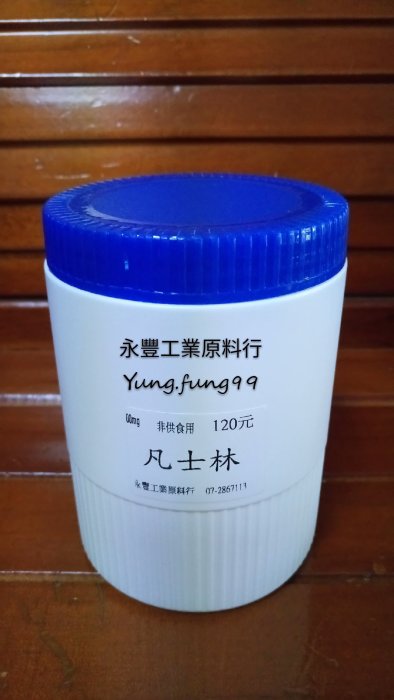 永豐工業原料行
Yung.fung99
00mg 非供食用 120元
凡士林
永豐工業原料行 07-2867113